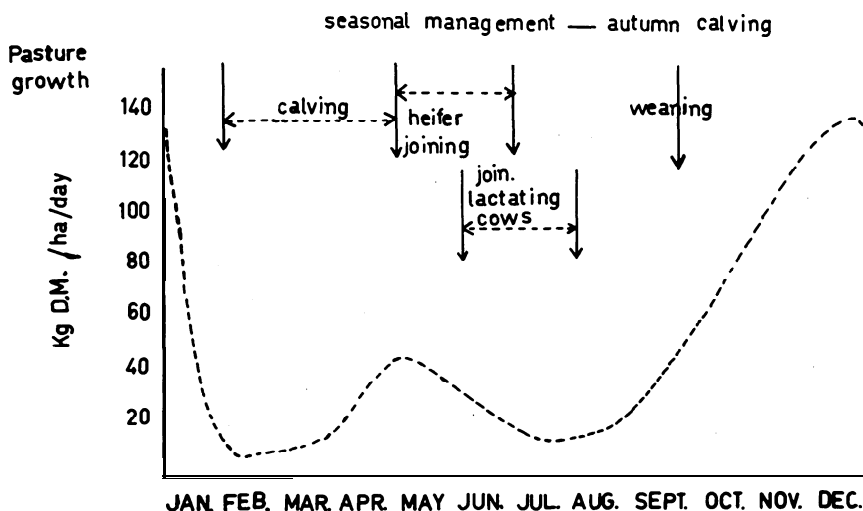 seasonal management — autumn calving
Pasture
growth
Kg D.M. /ha/day
140
120
100
80
60
40
20
calving
heifer
joining
join.
lactating
cows
weaning
JAN. FEB. MAR. APR. MAY JUN. JUL. AUG. SEPT. OCT. NOV. DEC.